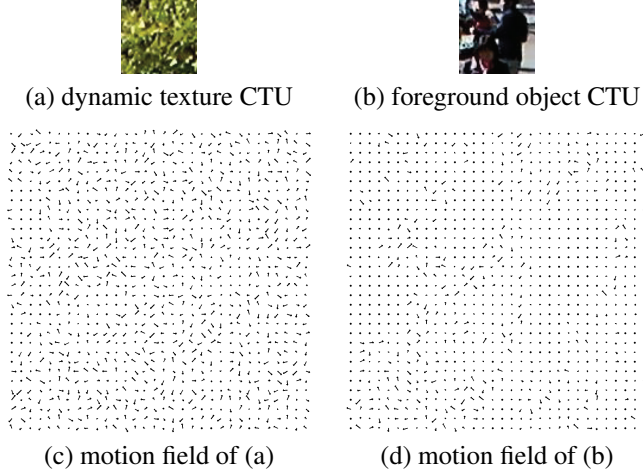 (a) dynamic texture CTU
(b) foreground object CTU
(c) motion field of (a)
(d) motion field of (b)